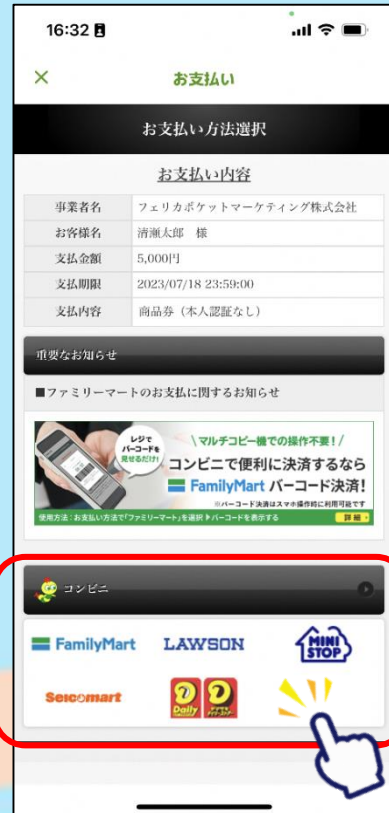 16:32
お支払い
お支払い方法選択
お支払い内容
事業者名 フェリカポケットマーケティング株式会社
お客様名 清瀬太郎 様
支払金額 5,000円
支払期限 2023/07/18 23:59:00
支払内容 商品券(本人認証なし)
重要なお知らせ
■ファミリーマートのお支払に関するお知らせ
レジで
バーコードを
見せるだけ!
\マルチコピー機での操作不要!/
コンビニで便利に決済するなら
FamilyMart バーコード決済!
※バーコード決済はスマホ操作時に利用可能です
使用方法:お支払い方法で「ファミリーマート」を選択▶バーコードを表示する
詳細
コンビニ
FamilyMart LAWSON MINI STOP
Seicomart Daily